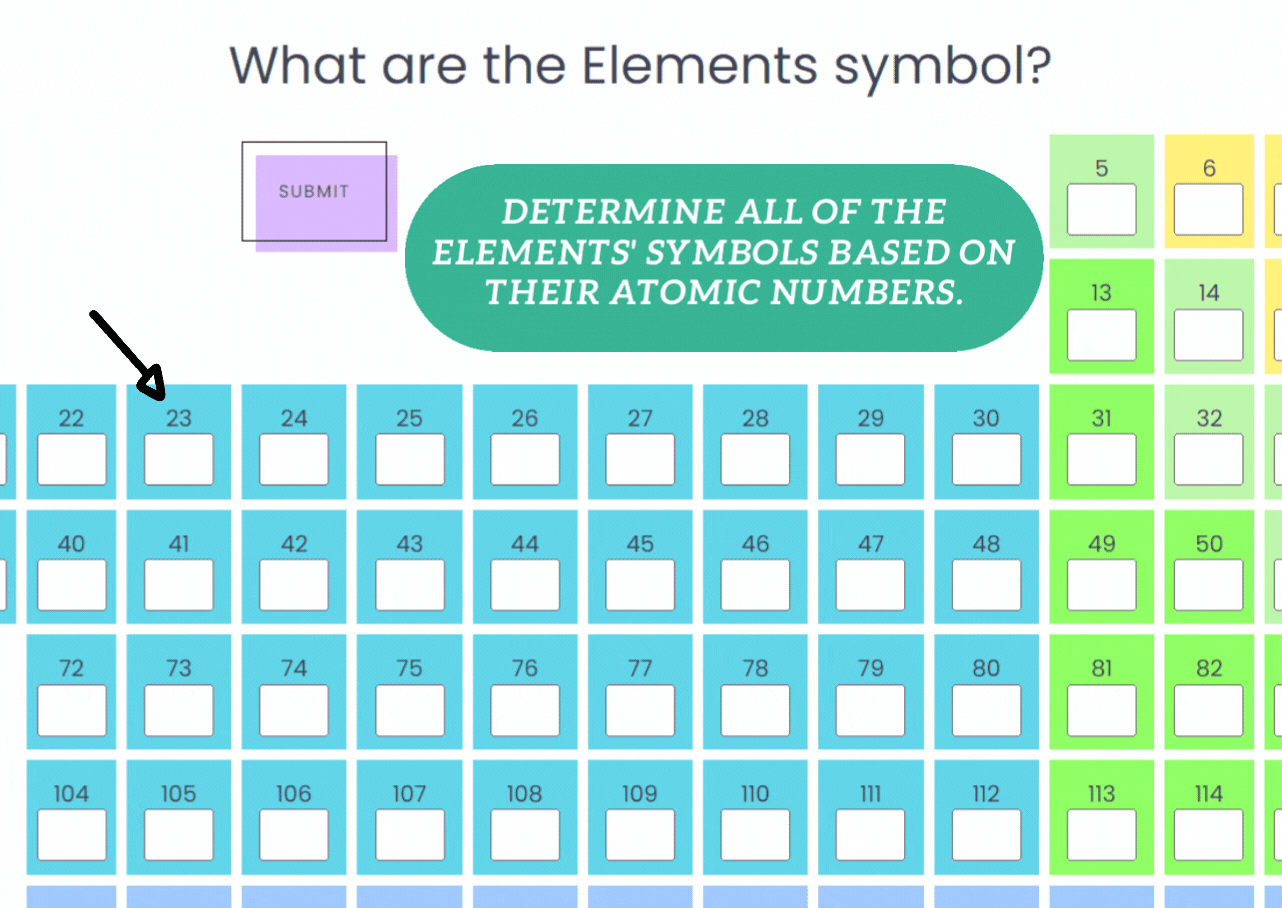 What are the Elements symbol?
SUBMIT
DETERMINE ALL OF THE
ELEMENTS' SYMBOLS BASED ON
THEIR ATOMIC NUMBERS.
5 6
13 14
22 23 24 25 26 27 28 29 30 31 32
40 41 42 43 44 45 46 47 48 49 50
72 73 74 75 76 77 78 79 80 81 82
104 105 106 107 108 109 110 111 112 113 114